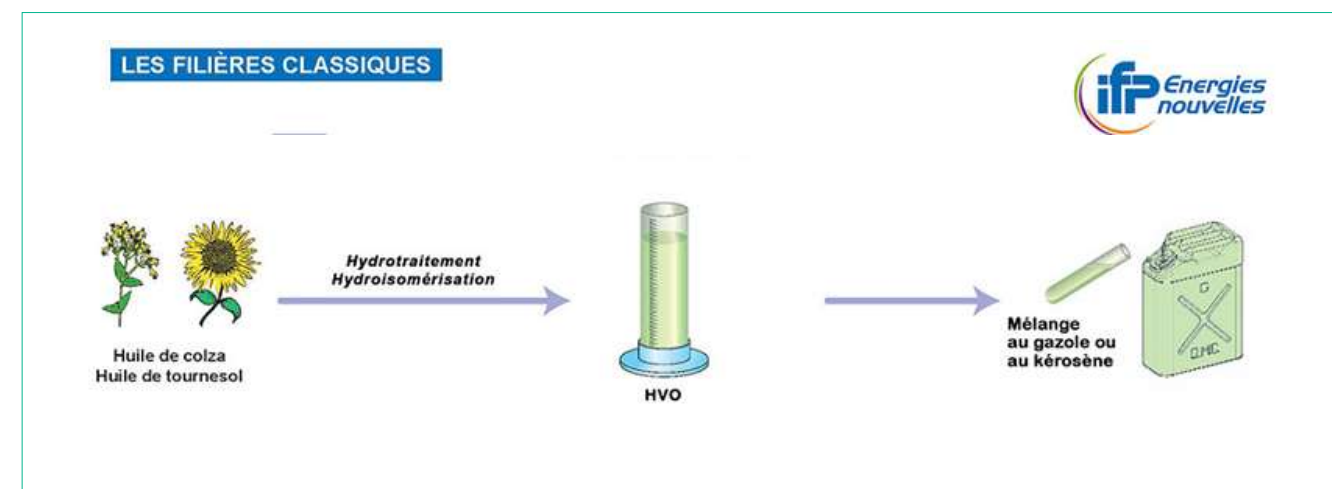 LES FILIÈRES CLASSIQUES
ifp Energies
nouvelles
Hydrotraitement
Hydroisomérisation
Huile de colza
Huile de tournesol
HVO
Mélange
au gazole ou
au kérosène
G